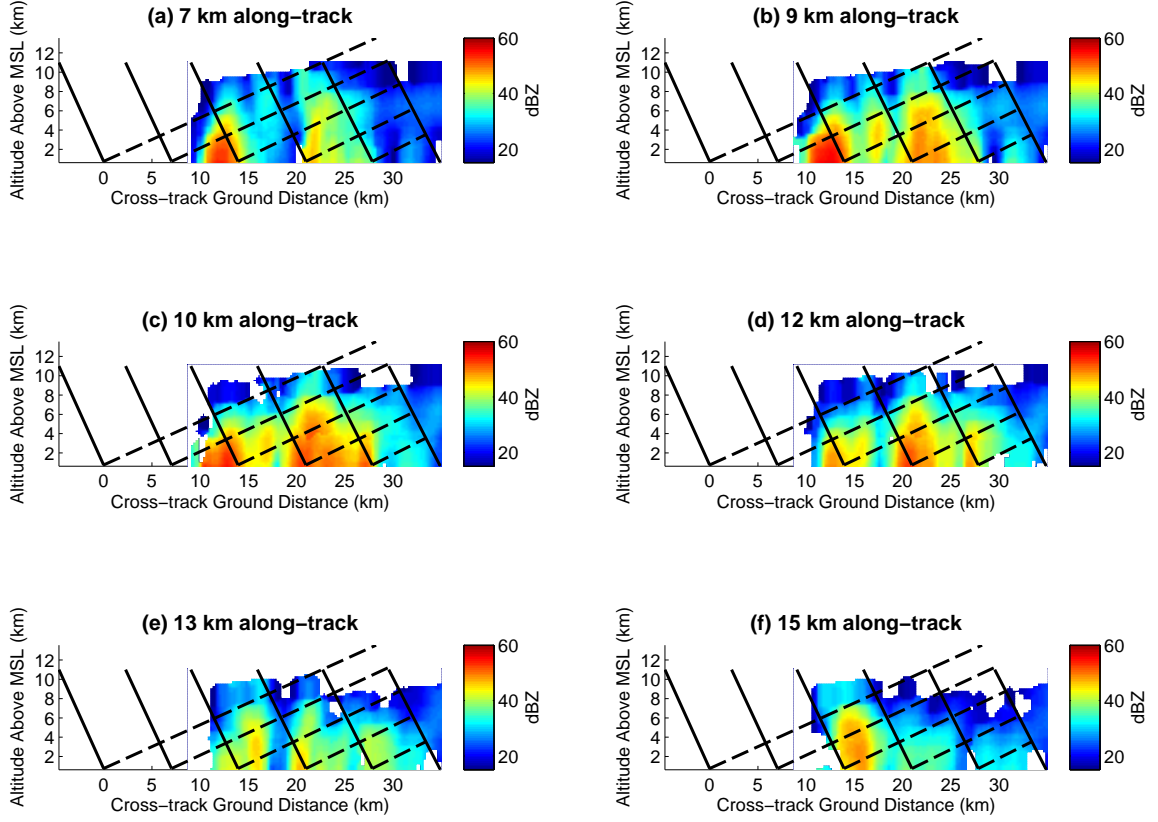 (a) 7 km along−track
Altitude Above MSL (km)
12
10
8
6
4
2
0 5 10 15 20 25 30
Cross−track Ground Distance (km)
60
40
20
dBZ
(b) 9 km along−track
Altitude Above MSL (km)
12
10
8
6
4
2
0 5 10 15 20 25 30
Cross−track Ground Distance (km)
60
40
20
dBZ
(c) 10 km along−track
Altitude Above MSL (km)
12
10
8
6
4
2
0 5 10 15 20 25 30
Cross−track Ground Distance (km)
60
40
20
dBZ
(d) 12 km along−track
Altitude Above MSL (km)
12
10
8
6
4
2
0 5 10 15 20 25 30
Cross−track Ground Distance (km)
60
40
20
dBZ
(e) 13 km along−track
Altitude Above MSL (km)
12
10
8
6
4
2
0 5 10 15 20 25 30
Cross−track Ground Distance (km)
60
40
20
dBZ
(f) 15 km along−track
Altitude Above MSL (km)
12
10
8
6
4
2
0 5 10 15 20 25 30
Cross−track Ground Distance (km)
60
40
20
dBZ